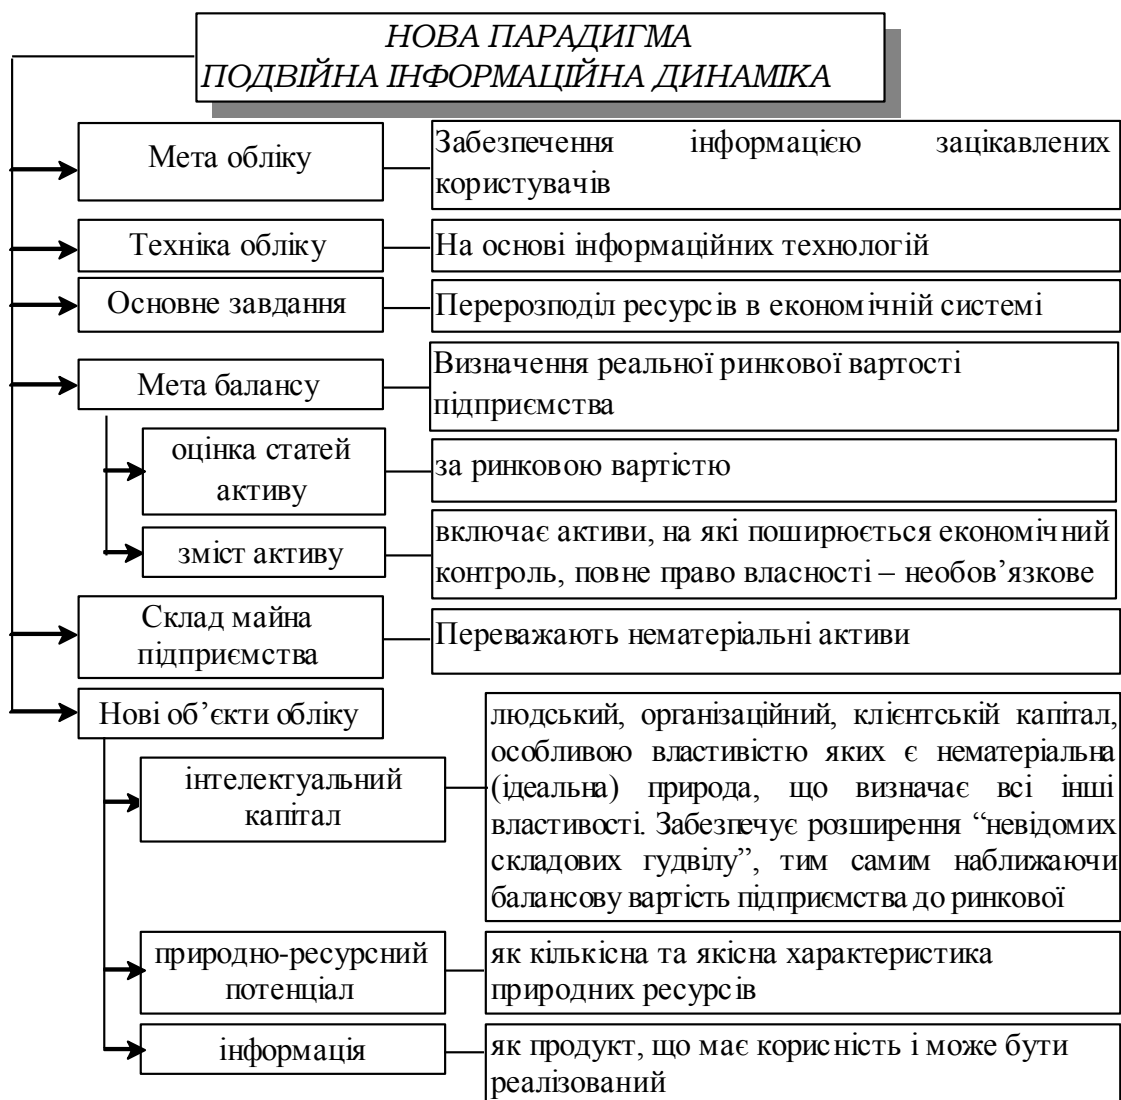 НОВА ПАРАДИГМА
ПОДВІЙНА ІНФОРМАЦІЙНА ДИНАМІКА
Мета обліку
Забезпечення інформацією зацікавлених
користувачів
Техніка обліку
На основі інформаційних технологій
Основне завдання
Перерозподіл ресурсів в економічній системі
Мета балансу
Визначення реальної ринкової вартості
підприємства
оцінка статей
активу
за ринковою вартістю
зміст активу
включає активи, на які поширюється економічний
контроль, повне право власності – необов’язкове
Склад майна
підприємства
Переважають нематеріальні активи
Нові об’єкти обліку
інтелектуальний
капітал
людський, організаційний, клієнтській капітал,
особливою властивістю яких є нематеріальна
(ідеальна) природа, що визначає всі інші
властивості. Забезпечує розширення “невідомих
складових гудвілу”, тим самим наближаючи
балансову вартість підприємства до ринкової
природно-ресурсний
потенціал
як кількісна та якісна характеристика
природних ресурсів
інформація
як продукт, що має корисність і може бути
реалізований